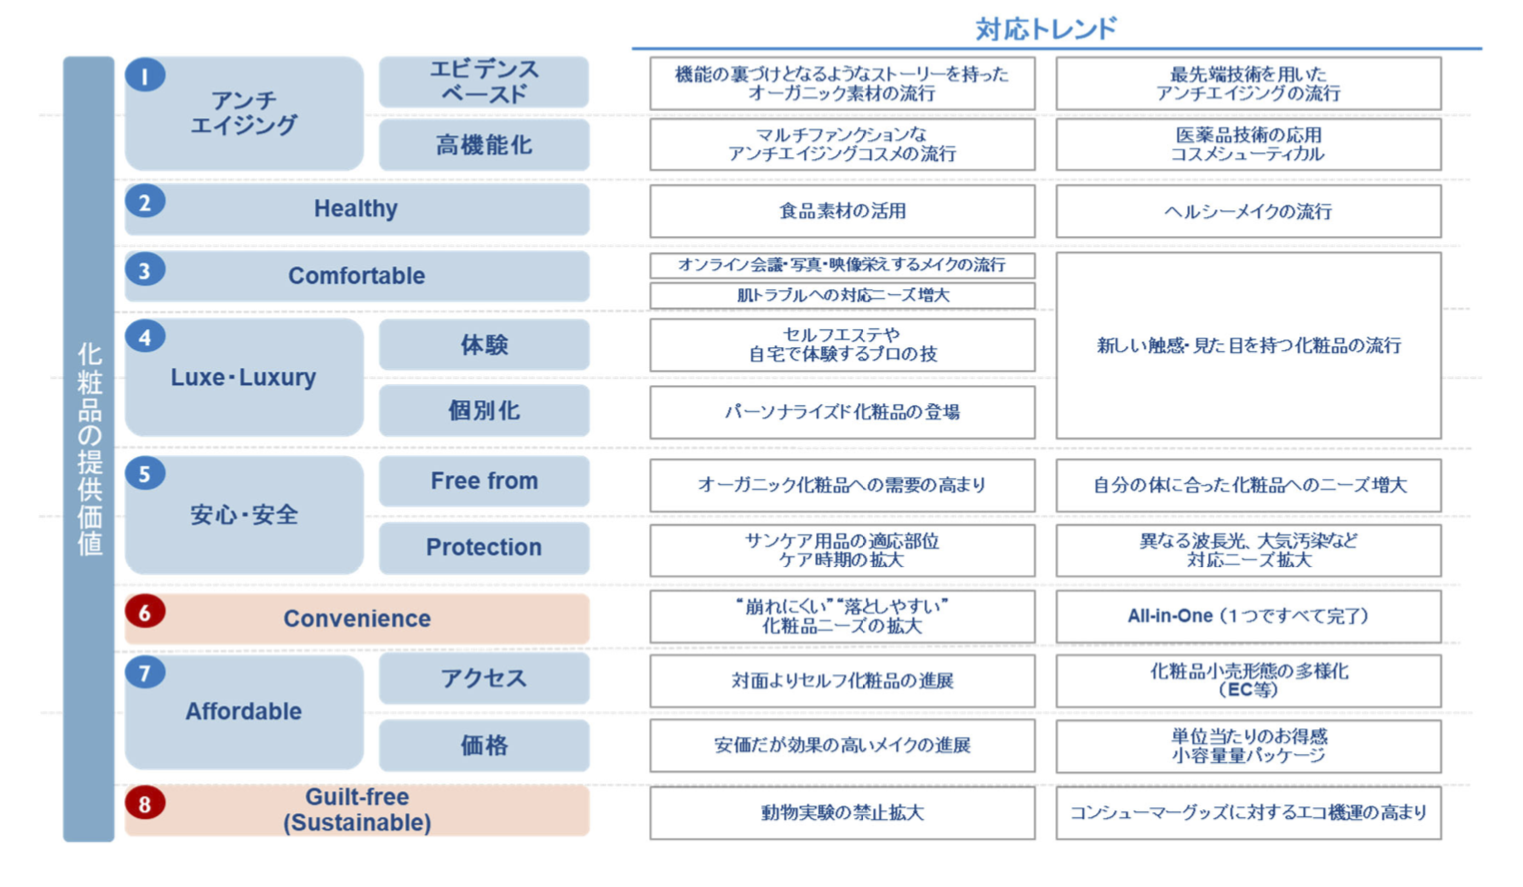 対応トレンド
化粧品の提供価値
1
アンチ
エイジング
エビデンス
ベースド
機能の裏づけとなるようなストーリーを持った
オーガニック素材の流行
最先端技術を用いた
アンチエイジングの流行
高機能化
マルチファンクションな
アンチエイジングコスメの流行
医薬品技術の応用
コスメシューティカル
2
Healthy
食品素材の活用
ヘルシーメイクの流行
3
Comfortable
オンライン会議・写真・映像栄えするメイクの流行
肌トラブルへの対応ニーズ増大
新しい触感・見た目を持つ化粧品の流行
4
Luxe・Luxury
体験
セルフエステや
自宅で体験するプロの技
個別化
パーソナライズド化粧品の登場
5
安心・安全
Free from
オーガニック化粧品への需要の高まり
自分の体に合った化粧品へのニーズ増大
Protection
サンケア用品の適応部位
ケア時期の拡大
異なる波長光、大気汚染など
対応ニーズ拡大
6
Convenience
“崩れにくい”“落としやすい”
化粧品ニーズの拡大
All-in-One（１つですべて完了）
7
Affordable
アクセス
対面よりセルフ化粧品の進展
化粧品小売形態の多様化
（EC等）
価格
安価だが効果の高いメイクの進展
単位当たりのお得感
小容量量パッケージ
8
Guilt-free
(Sustainable)
動物実験の禁止拡大
コンシューマーグッズに対するエコ機運の高まり